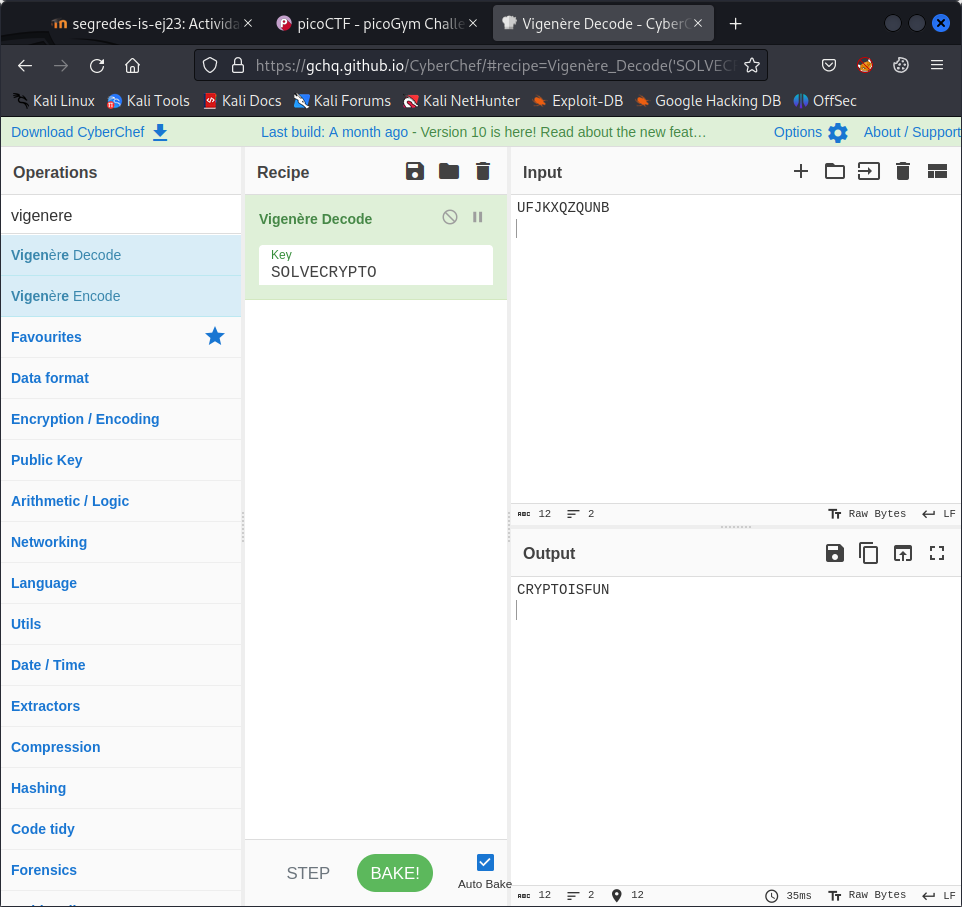 segredes-is-ej23: Activida
picoCTF - picoGym Challe
Vigenère Decode - CyberC
https://gchq.github.io/CyberChef/#recipe=Vigenère_Decode('SOLVECF
Kali Linux Kali Tools Kali Docs Kali Forums Kali NetHunter Exploit-DB Google Hacking DB OffSec
Download CyberChef Last build: A month ago - Version 10 is here! Read about the new feat… Options About / Support
Operations
vigenere
Vigenère Decode
Vigenère Encode
Favourites
Data format
Encryption / Encoding
Public Key
Arithmetic / Logic
Networking
Language
Utils
Date / Time
Extractors
Compression
Hashing
Code tidy
Forensics
Recipe
Vigenère Decode
Key
SOLVECRYPTO
STEP
BAKE!
Auto Bake
Input
UFJKXQZQUNB
ABC 12 2 Raw Bytes LF
Output
CRYPTOISFUN
ABC 12 2 12 35ms Raw Bytes LF